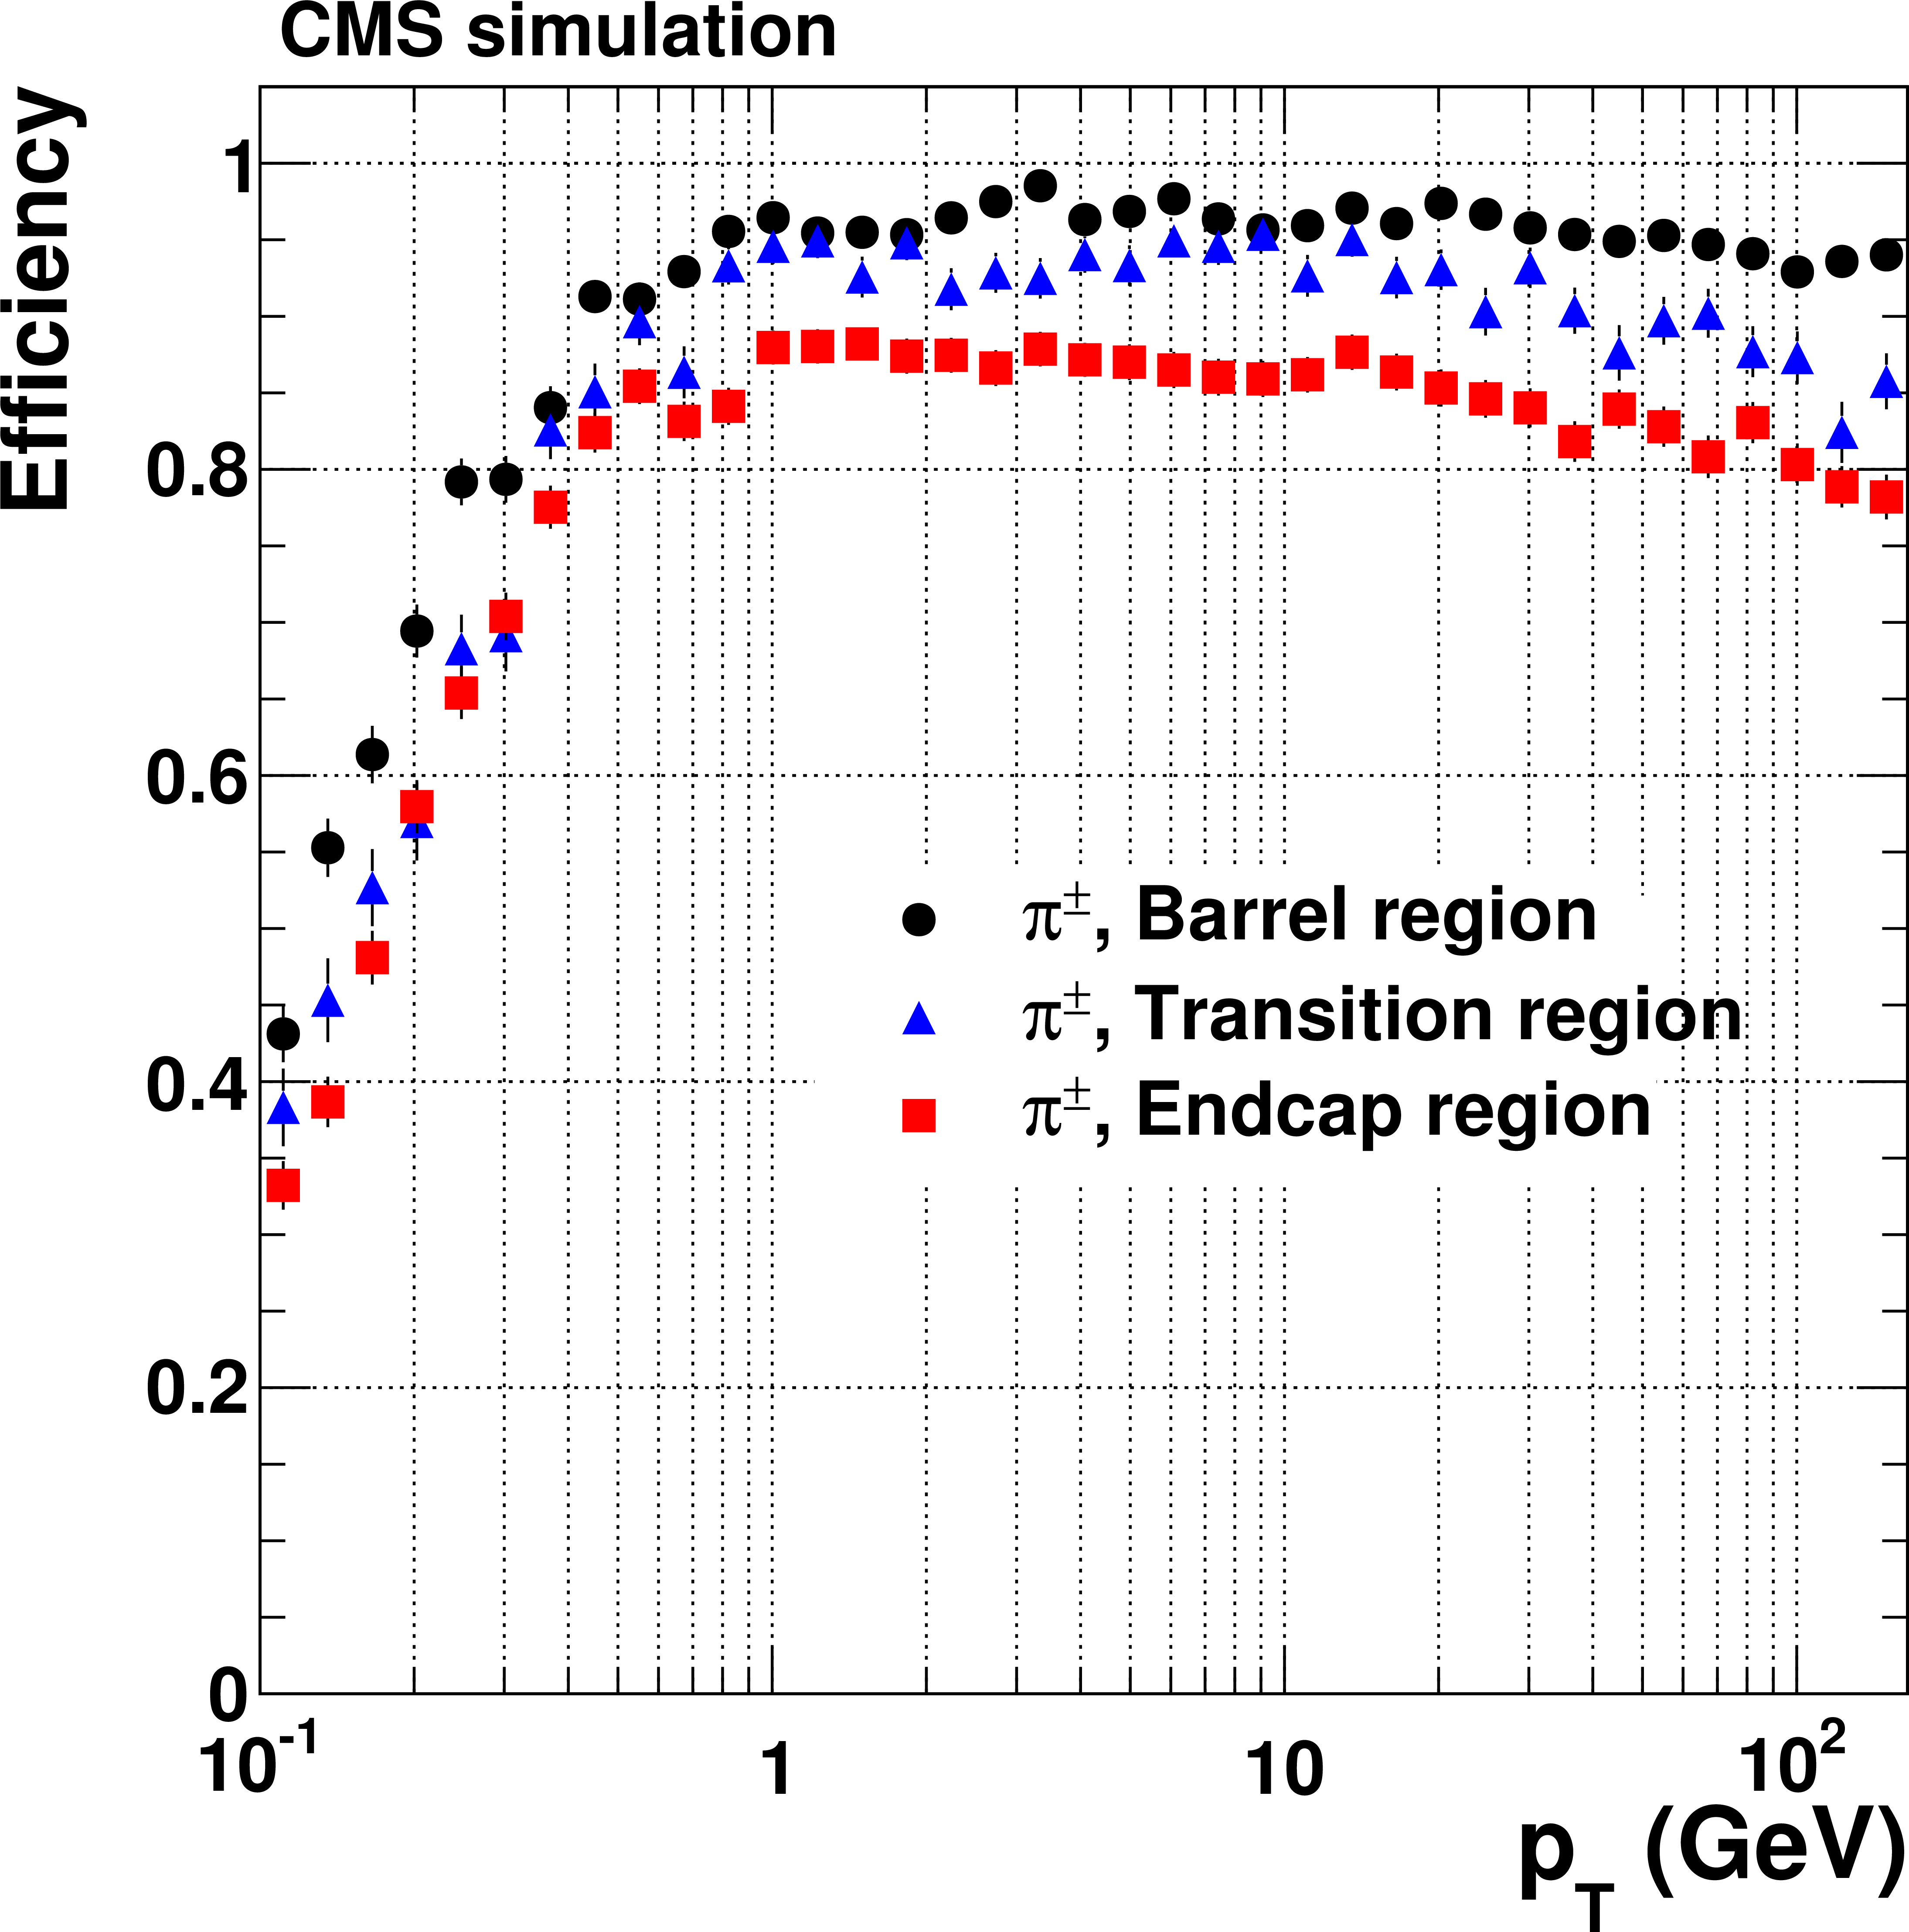 CMS simulation
Efficiency
1
0.8
0.6
0.4
0.2
0
π±, Barrel region
π±, Transition region
π±, Endcap region
10⁻¹ 1 10 10²
p_T (GeV)